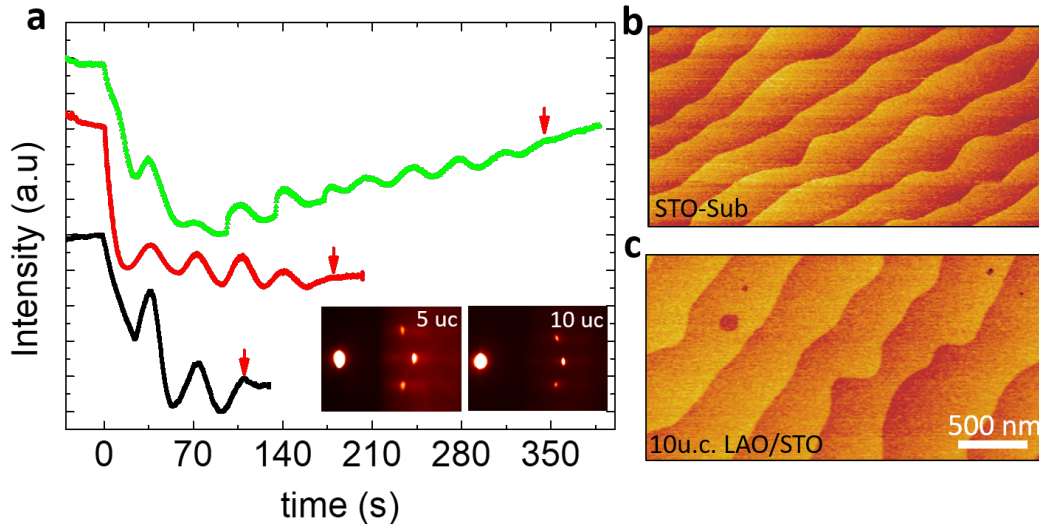 a
Intensity (a.u)
5 uc
10 uc
0 70 140 210 280 350
time (s)
b
STO-Sub
c
500 nm
10u.c. LAO/STO